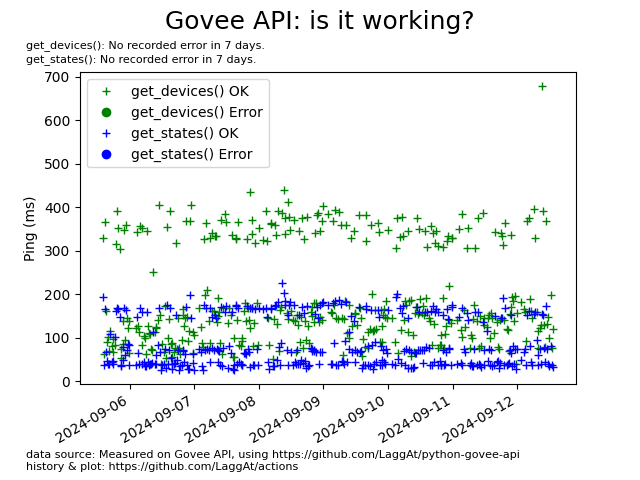 Govee API: is it working?
get_devices(): No recorded error in 7 days.
get_states(): No recorded error in 7 days.
700
600
500
400
300
200
100
0
Ping (ms)
get_devices() OK
get_devices() Error
get_states() OK
get_states() Error
2024-09-06
2024-09-07
2024-09-08
2024-09-09
2024-09-10
2024-09-11
2024-09-12
data source: Measured on Govee API, using https://github.com/LaggAt/python-govee-api
history & plot: https://github.com/LaggAt/actions